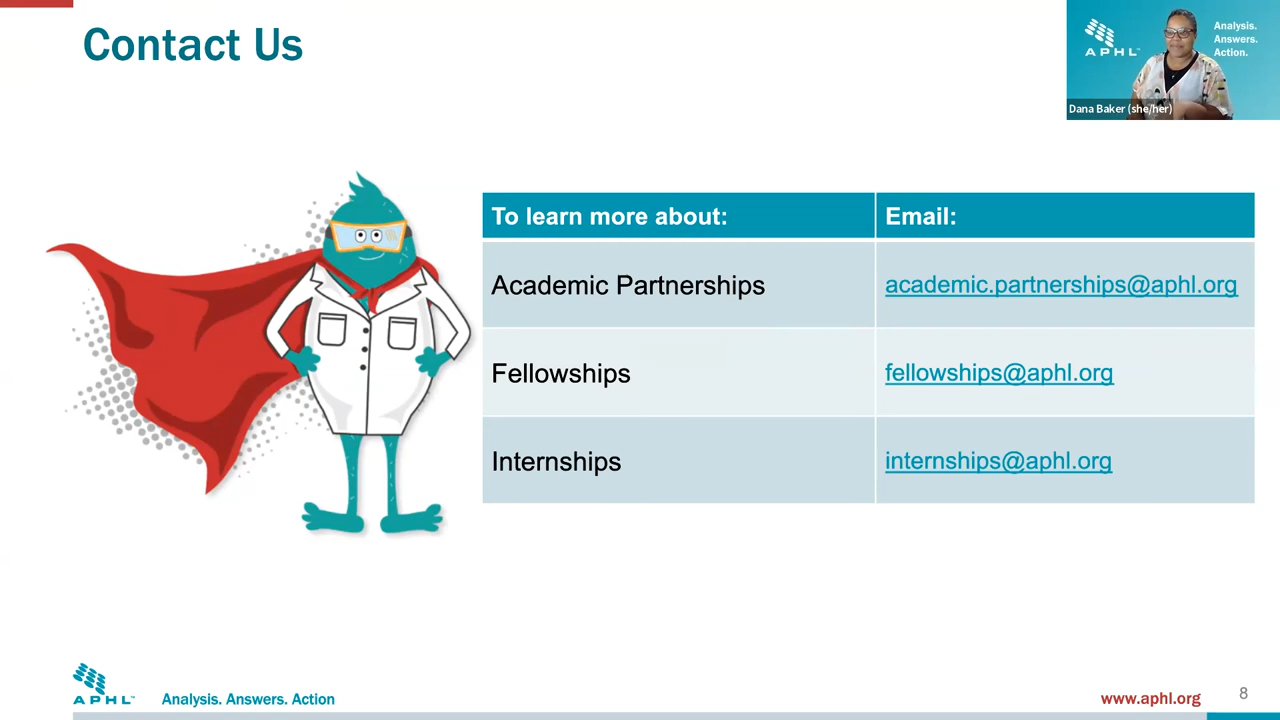 Contact Us
APHL
Analysis.
Answers.
Action.
Dana Baker (she/her)
To learn more about: Email:
Academic Partnerships academic.partnerships@aphl.org
Fellowships fellowships@aphl.org
Internships internships@aphl.org
APHL™ Analysis. Answers. Action
www.aphl.org 8